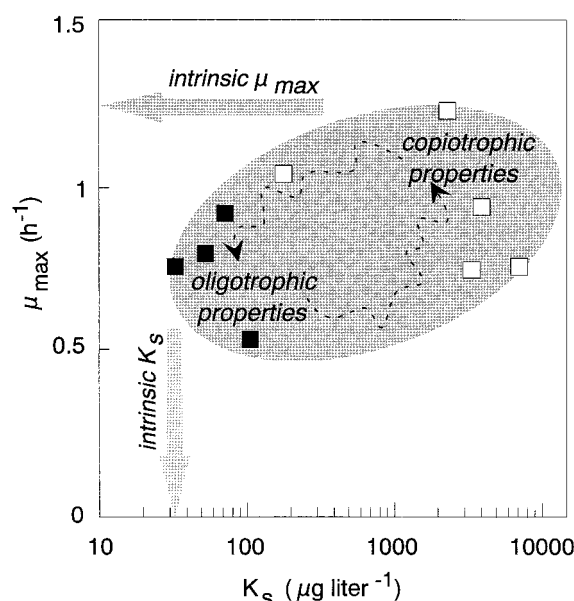 1.5
intrinsic μ max
copiotrophic
properties
1
μmax (h-1)
oligotrophic
properties
0.5
intrinsic Ks
0
10 100 1000 10000
Ks ( μg liter -1)